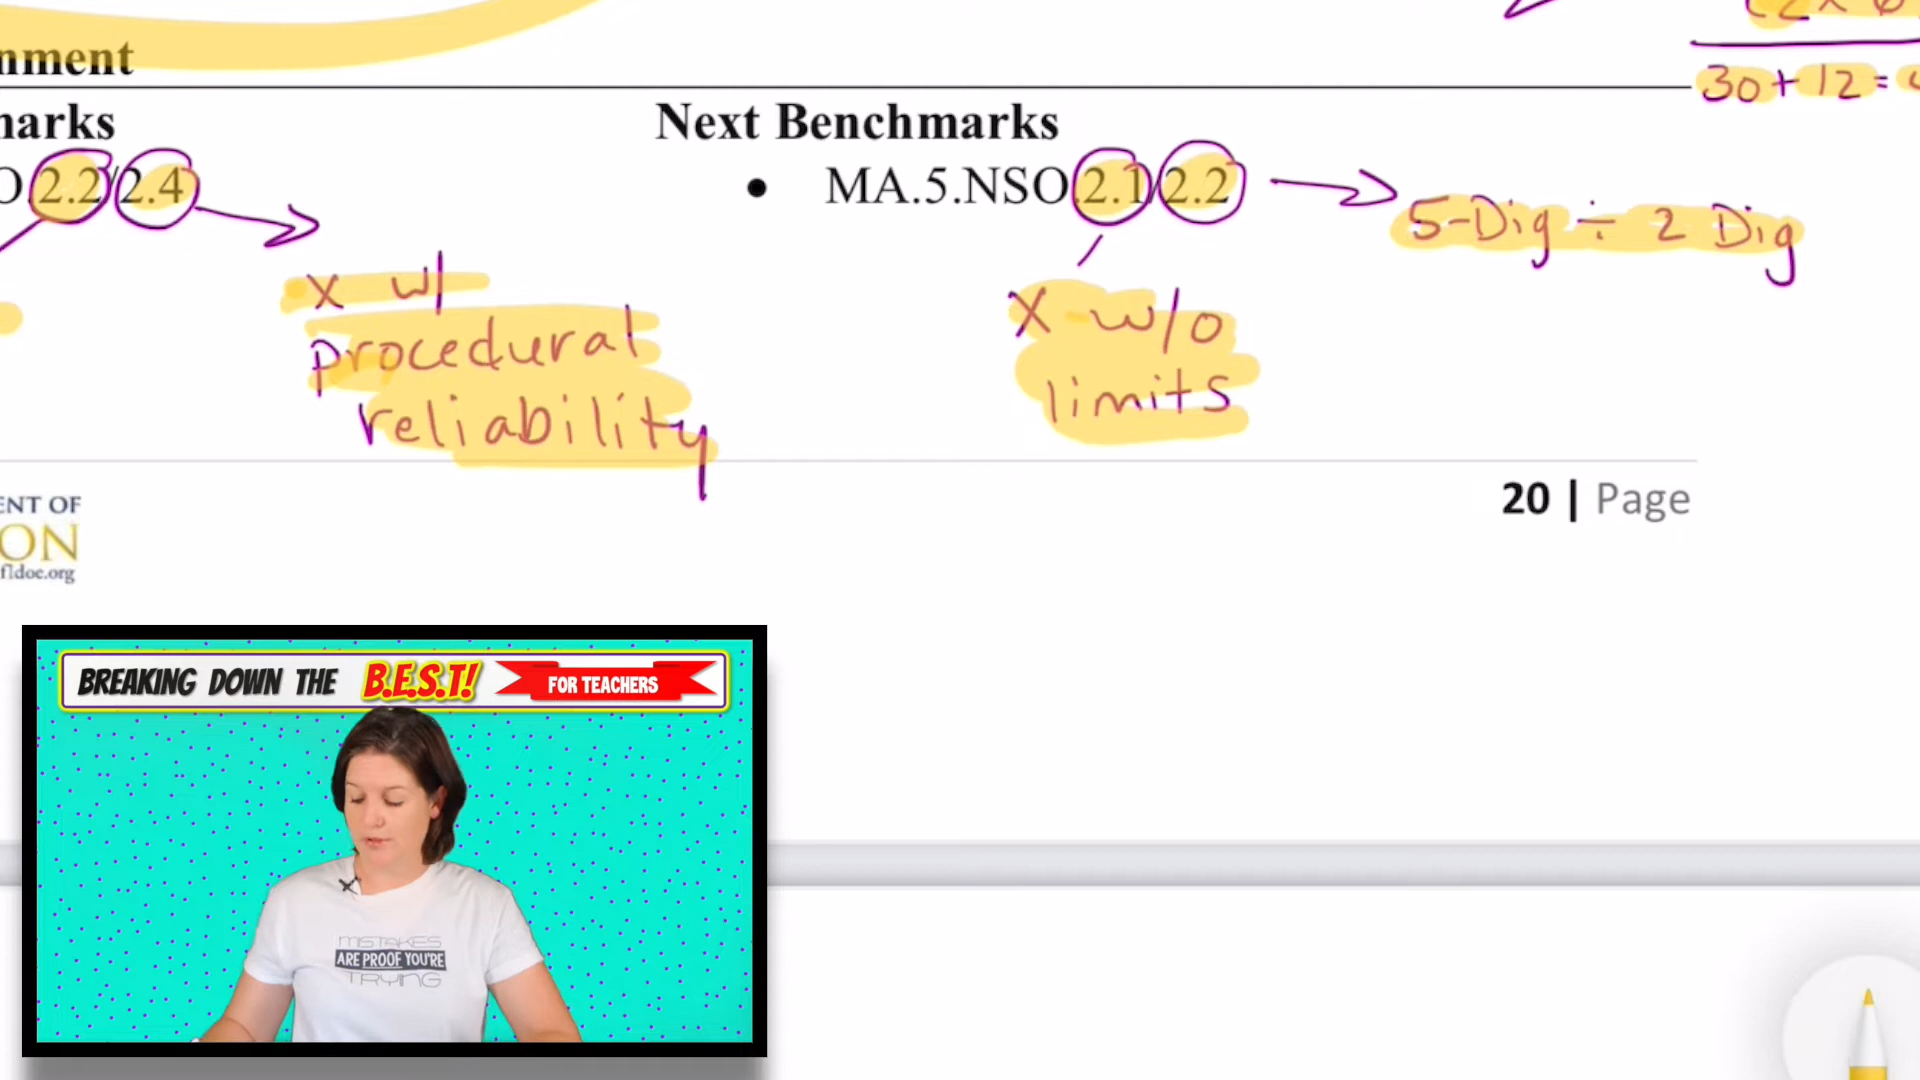 nment
30 + 12 =
narks
Next Benchmarks
O.2.2/2.4
• MA.5.NSO.2.1/2.2
5-Dig ÷ 2 Dig
x w/
procedural
reliability
x w/o
limits
20 | Page
ENT OF
ON
fldoe.org
BREAKING DOWN THE B.E.S.T! FOR TEACHERS
MISTAKES
ARE PROOF YOU'RE
TRYING